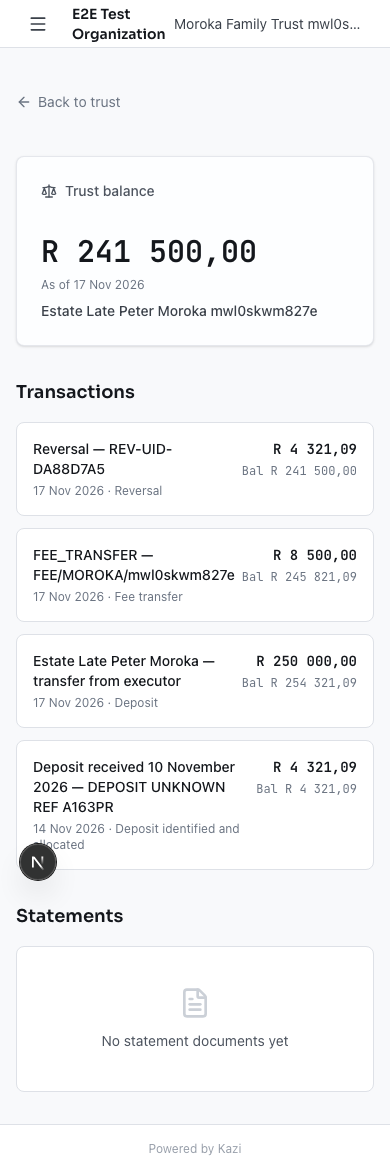 E2E Test
Organization
Moroka Family Trust mwl0s...
Back to trust
Trust balance
R 241 500,00
As of 17 Nov 2026
Estate Late Peter Moroka mwl0skwm827e
Transactions
Reversal — REV-UID-
DA88D7A5
R 4 321,09
Bal R 241 500,00
17 Nov 2026 · Reversal
FEE_TRANSFER —
FEE/MOROKA/mwl0skwm827e
R 8 500,00
Bal R 245 821,09
17 Nov 2026 · Fee transfer
Estate Late Peter Moroka —
transfer from executor
R 250 000,00
Bal R 254 321,09
17 Nov 2026 · Deposit
Deposit received 10 November
2026 — DEPOSIT UNKNOWN
REF A163PR
R 4 321,09
Bal R 4 321,09
14 Nov 2026 · Deposit identified and
allocated
N
Statements
No statement documents yet
Powered by Kazi